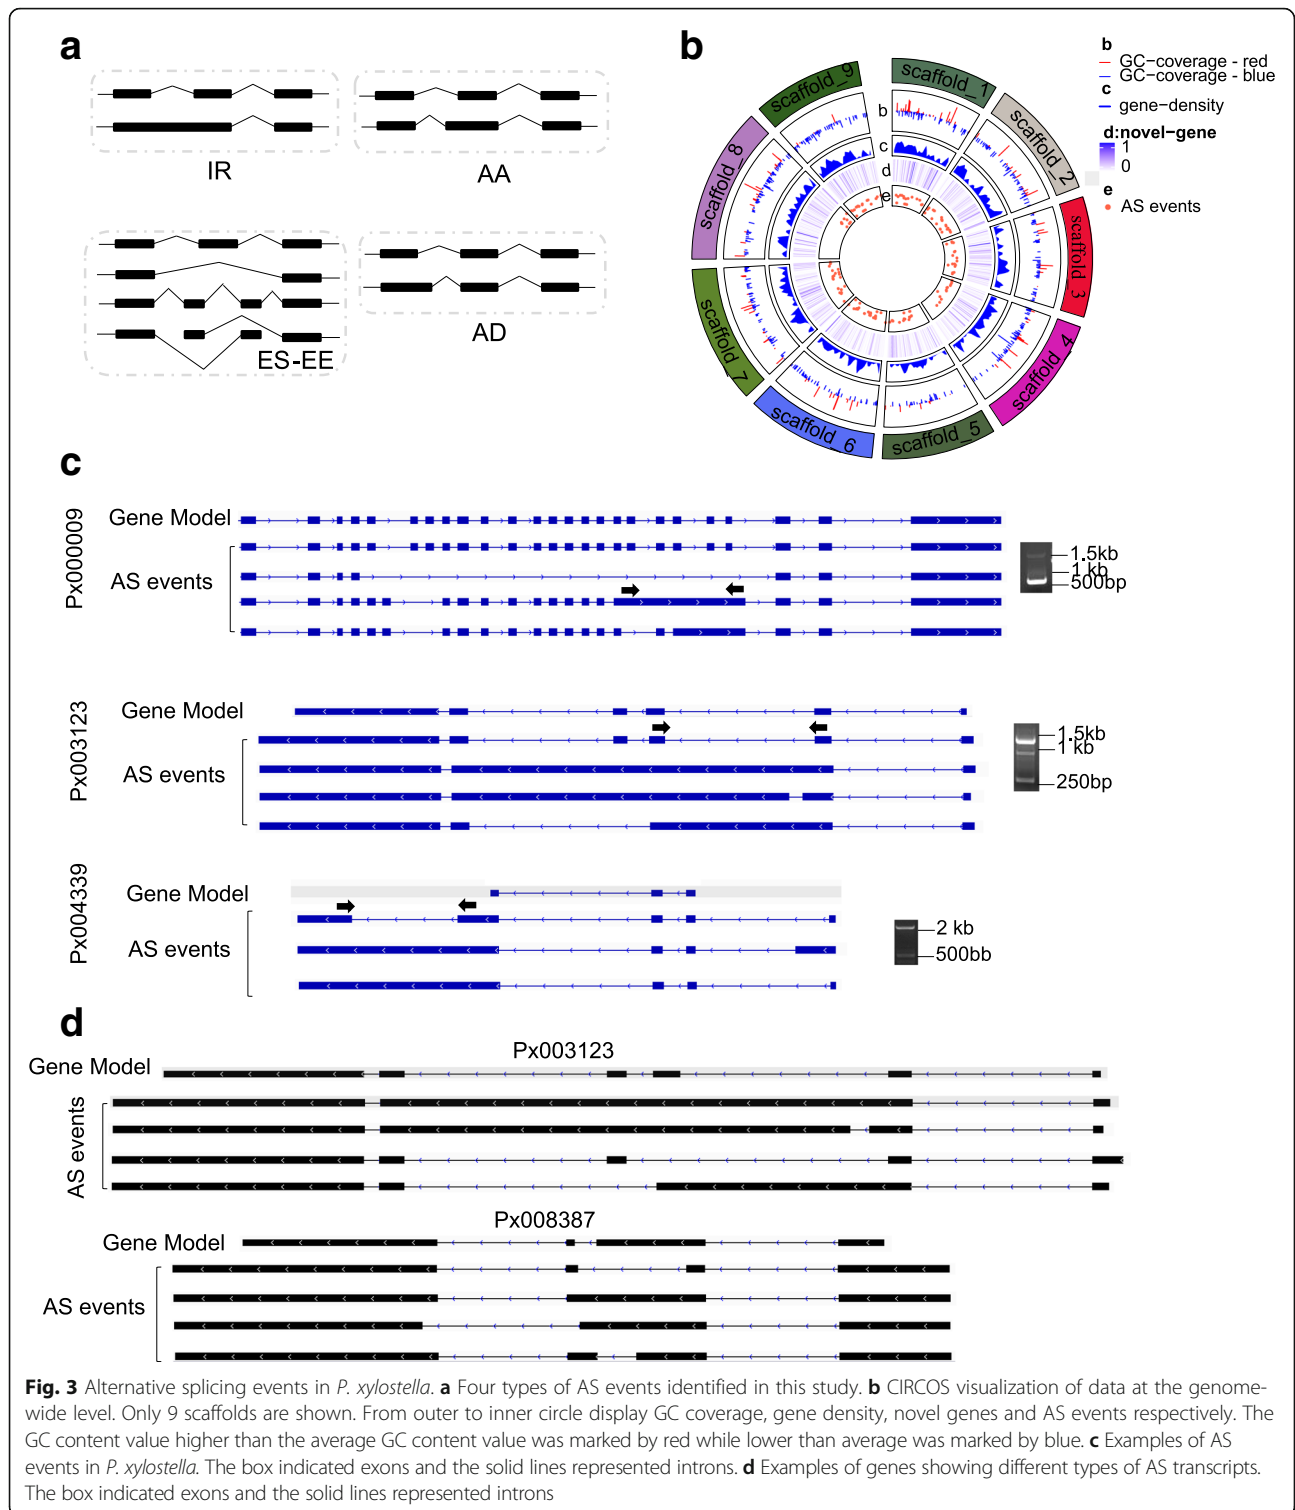 a
IR
AA
ES-EE
AD
b
scaffold_1
scaffold_2
scaffold_3
scaffold_4
scaffold_5
scaffold_6
scaffold_7
scaffold_8
scaffold_9
b
c
d
e
b
GC-coverage - red
GC-coverage - blue
c
gene-density
d:novel-gene
1
0
e
AS events
c
Px000009
Gene Model
AS events
1.5kb
1 kb
500bp
Px003123
Gene Model
AS events
1.5kb
1 kb
250bp
Px004339
Gene Model
AS events
2 kb
500bb
d
Px003123
Gene Model
AS events
Px008387
Gene Model
AS events
Fig. 3 Alternative splicing events in P. xylostella. a Four types of AS events identified in this study. b CIRCOS visualization of data at the genome-
wide level. Only 9 scaffolds are shown. From outer to inner circle display GC coverage, gene density, novel genes and AS events respectively. The
GC content value higher than the average GC content value was marked by red while lower than average was marked by blue. c Examples of AS
events in P. xylostella. The box indicated exons and the solid lines represented introns. d Examples of genes showing different types of AS transcripts.
The box indicated exons and the solid lines represented introns